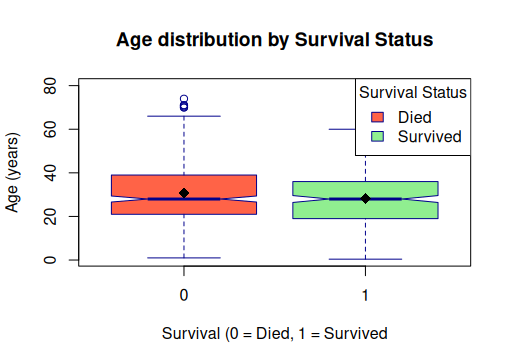 Age distribution by Survival Status
Survival Status
Died
Survived
Age (years)
80
60
40
20
0
0 1
Survival (0 = Died, 1 = Survived